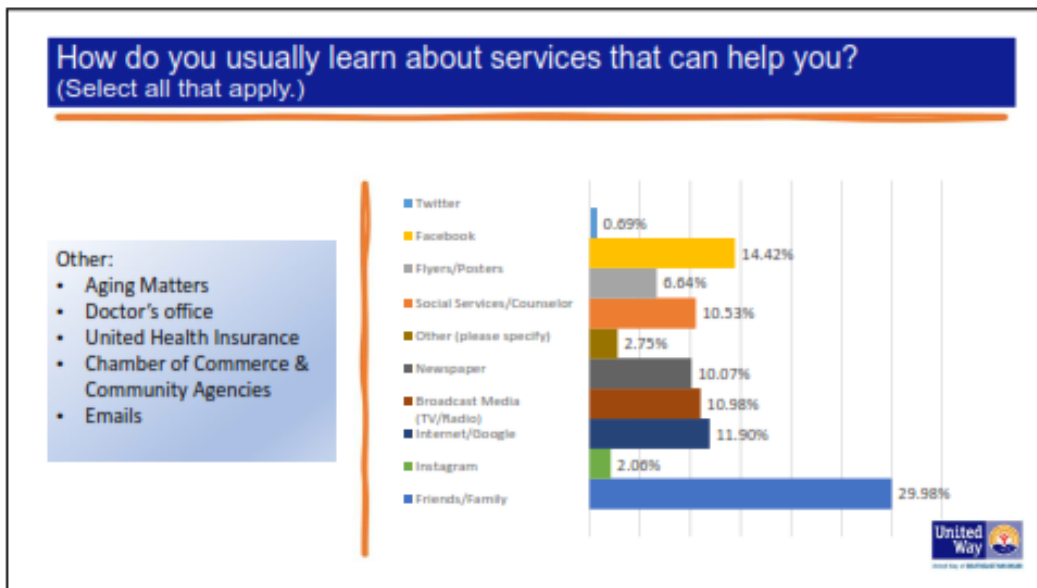 How do you usually learn about services that can help you?
(Select all that apply.)
Other:
• Aging Matters
• Doctor's office
• United Health Insurance
• Chamber of Commerce &
Community Agencies
• Emails
Twitter
Facebook
Flyers/Posters
Social Services/Counselor
Other (please specify)
Newspaper
Broadcast Media
(TV/Radio)
Internet/Google
Instagram
Friends/Family
0.69%
14.42%
6.64%
10.53%
2.75%
10.07%
10.98%
11.90%
2.06%
29.98%
United
Way